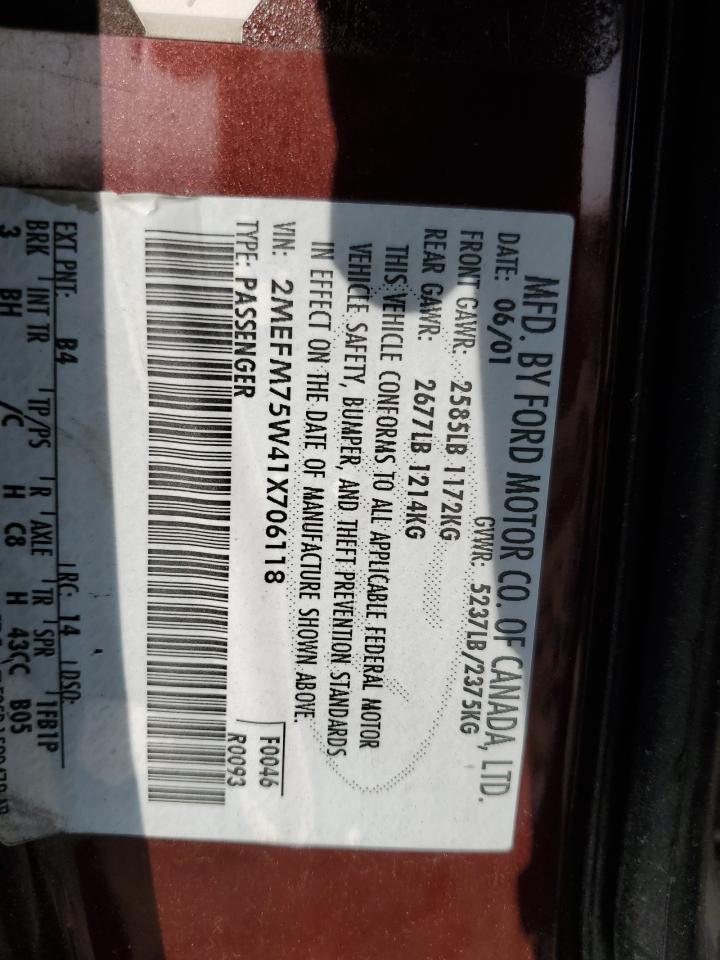 MFD. BY FORD MOTOR CO. OF CANADA, LTD.
DATE: 06/01 GVWR: 5237LB/2375KG
FRONT GAWR: 2585LB 1172KG
REAR GAWR: 2677LB 1214KG
THIS VEHICLE CONFORMS TO ALL APPLICABLE FEDERAL MOTOR
VEHICLE SAFETY, BUMPER, AND THEFT PREVENTION STANDARDS
IN EFFECT ON THE DATE OF MANUFACTURE SHOWN ABOVE.
VIN: 2MEFM75W41X706118 F0046
TYPE: PASSENGER R0093
EXT PNT: B4 RC: 14 DSO: 1FB1P
BRK INT TR TP/PS R AXLE TR SPR B05
3 BH /C H C8 H 43CC